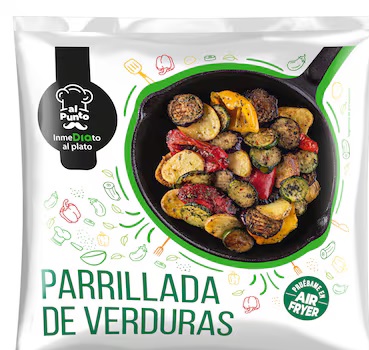 al
Punto
InmeDIAto
al plato
PARRILLADA
DE VERDURAS
PRUÉBAME EN
AIR
FRYER